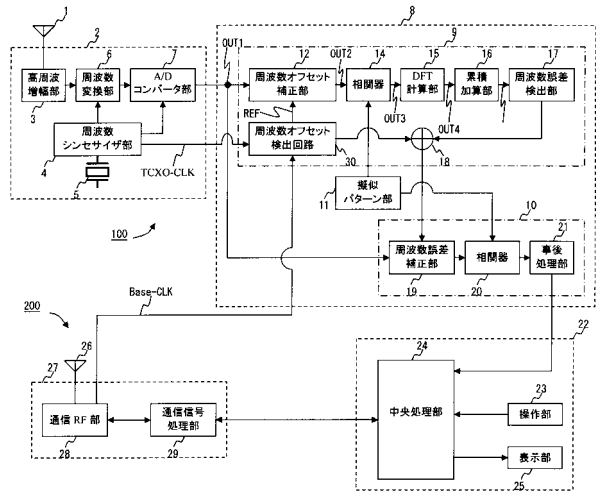 1
2
8
9
6
7
OUT1
12
OUT2
14
15
16
17
高周波
増幅部
周波数
変換部
A/D
コンバータ部
周波数オフセット
補正部
相関器
DFT
計算部
累積
加算部
周波数誤差
検出部
3
REF
OUT3
OUT4
周波数
シンセサイザ部
周波数オフセット
検出回路
4
30
18
5
TCXO-CLK
11
擬似
パターン部
10
100
21
周波数誤差
補正部
相関器
事後
処理部
19
20
Base-CLK
200
22
26
24
27
23
通信RF部
通信信号
処理部
中央処理部
操作部
28
29
表示部
25